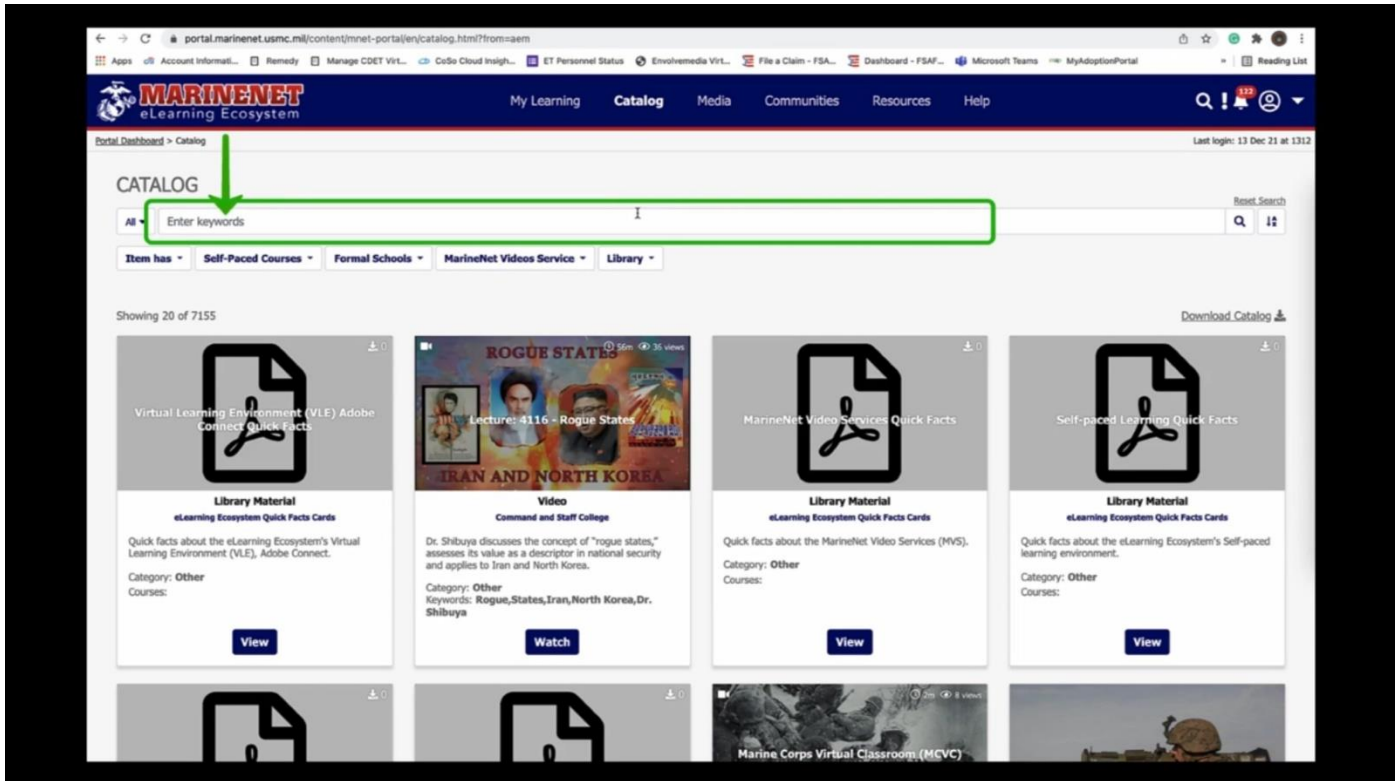 portal.marinenet.usmc.mil/content/mnet-portal/en/catalog.html?from=aem
Apps Account Informati... Remedy Manage CDET Virt... CoSo Cloud Insigh... ET Personnel Status Envolvemedia Virt... File a Claim - FSA... Dashboard - FSAF... Microsoft Teams MyAdoptionPortal » Reading List
MARINENET
eLearning Ecosystem
My Learning Catalog Media Communities Resources Help
122
Portal Dashboard > Catalog
Last login: 13 Dec 21 at 1312
CATALOG
Reset Search
All Enter keywords
Item has Self-Paced Courses Formal Schools MarineNet Videos Service Library
Showing 20 of 7155
Download Catalog
0
Virtual Learning Environment (VLE) Adobe
Connect Quick Facts
Library Material
eLearning Ecosystem Quick Facts Cards
Quick facts about the eLearning Ecosystem's Virtual
Learning Environment (VLE), Adobe Connect.
Category: Other
Courses:
View
56m 36 views
ROGUE STATES
Lecture: 4116 - Rogue States
IRAN AND NORTH KOREA
Video
Command and Staff College
Dr. Shibuya discusses the concept of "rogue states,"
assesses its value as a descriptor in national security
and applies to Iran and North Korea.
Category: Other
Keywords: Rogue,States,Iran,North Korea,Dr.
Shibuya
Watch
0
MarineNet Video Services Quick Facts
Library Material
eLearning Ecosystem Quick Facts Cards
Quick facts about the MarineNet Video Services (MVS).
Category: Other
Courses:
View
0
Self-paced Learning Quick Facts
Library Material
eLearning Ecosystem Quick Facts Cards
Quick facts about the eLearning Ecosystem's Self-paced
learning environment.
Category: Other
Courses:
View
0
0
2m 8 views
Marine Corps Virtual Classroom (MCVC)